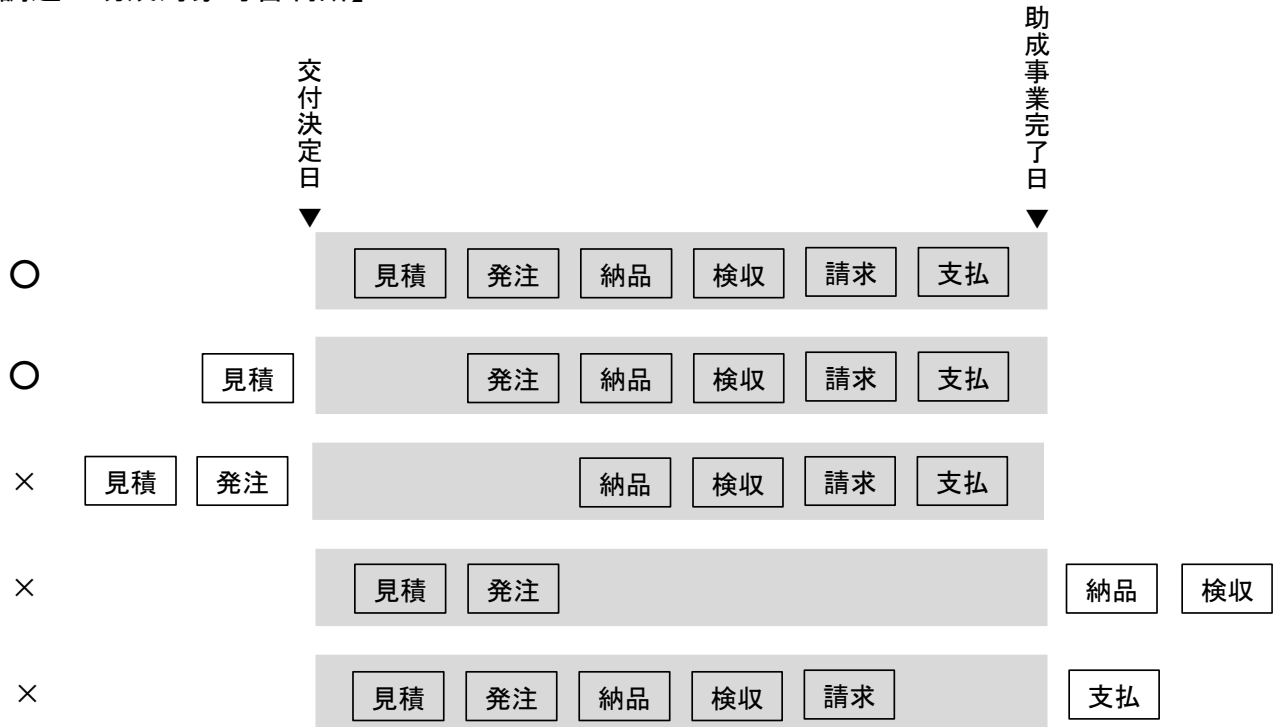 助成事業完了日
交付決定日
▼ ▼
○ 見積 発注 納品 検収 請求 支払
○ 見積 発注 納品 検収 請求 支払
× 見積 発注 納品 検収 請求 支払
× 見積 発注 納品 検収
× 見積 発注 納品 検収 請求 支払